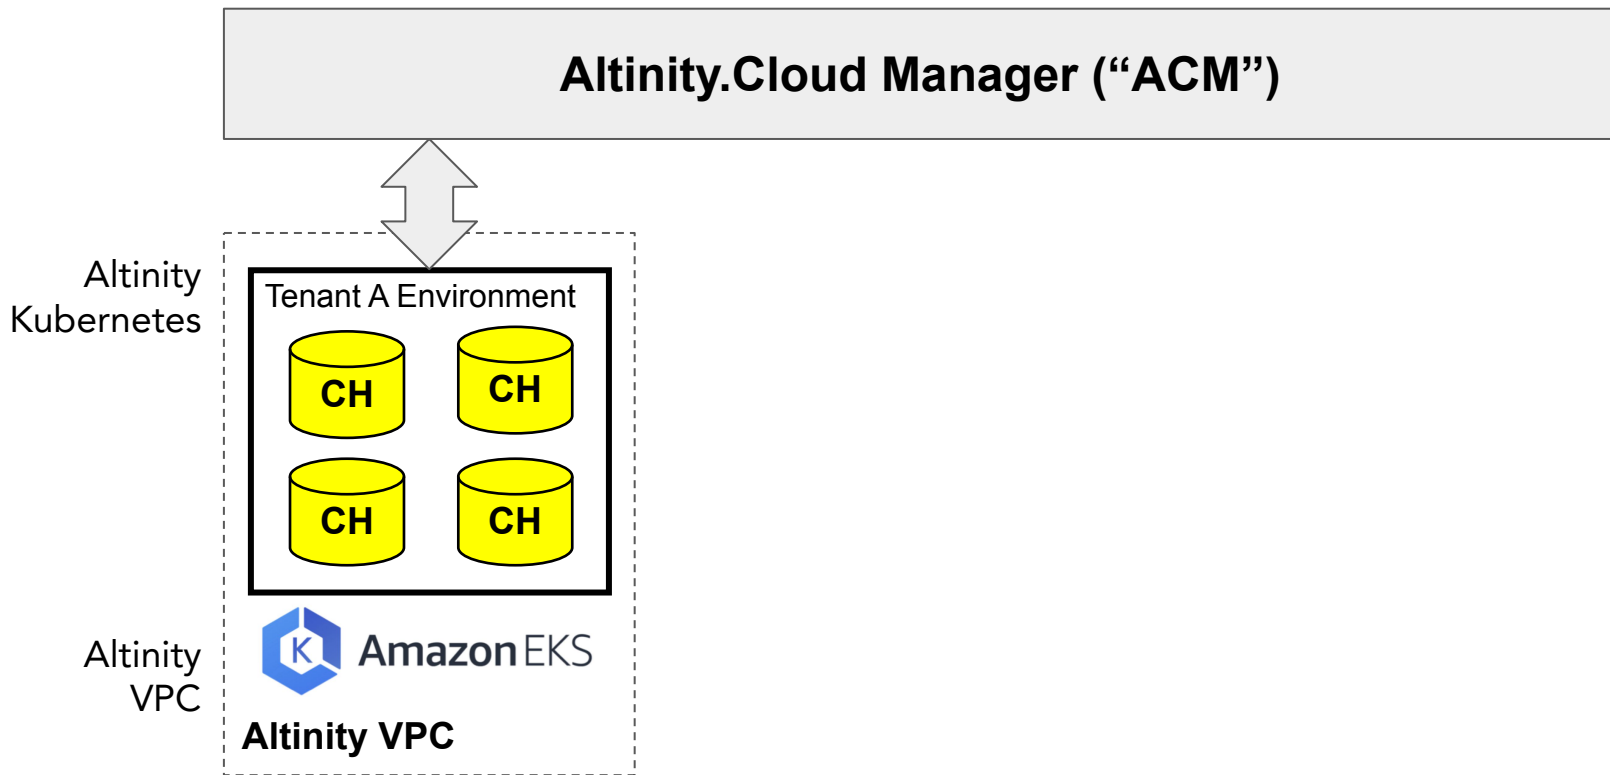 Altinity.Cloud Manager (“ACM”)
Altinity
Kubernetes
Tenant A Environment
CH
CH
CH
CH
Altinity
VPC
K
Amazon EKS
Altinity VPC